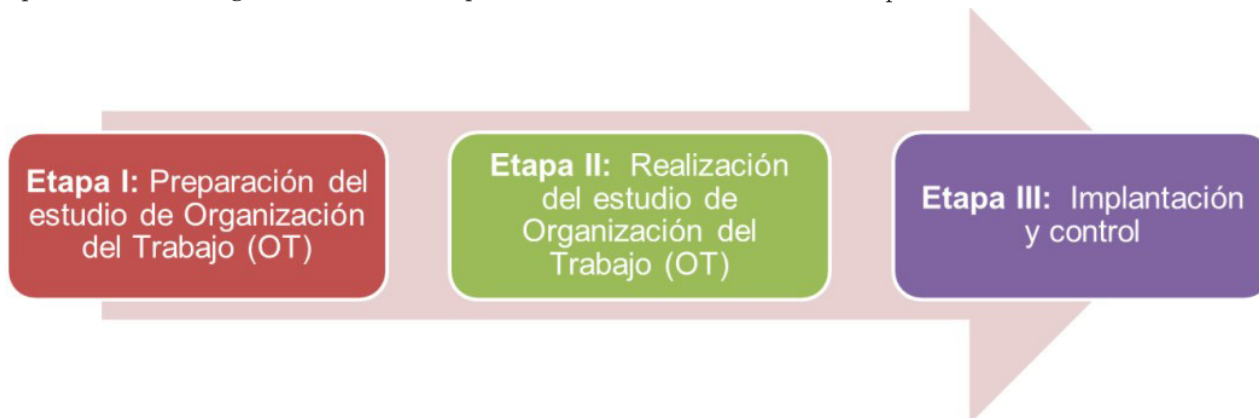 Etapa I: Preparación del
estudio de Organización
del Trabajo (OT)
Etapa II: Realización
del estudio de
Organización del
Trabajo (OT)
Etapa III: Implantación
y control